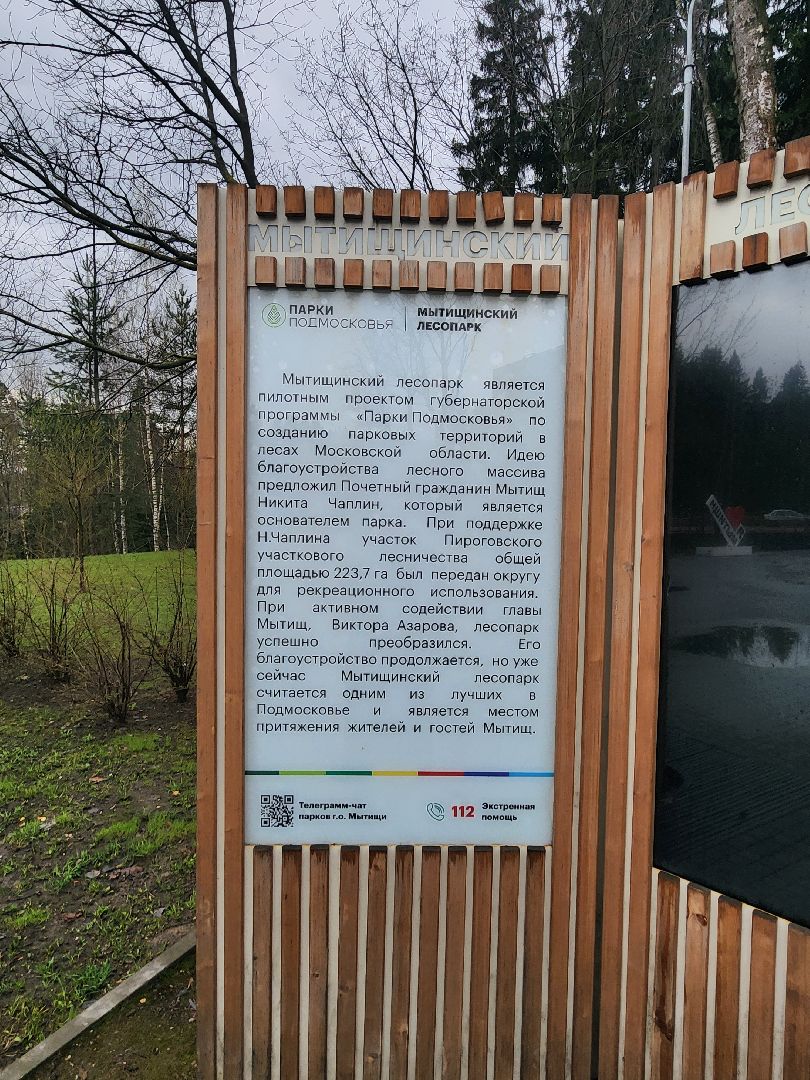 МЫТИЩИНСКИЙ
ЛЕС
ПАРКИ
ПОДМОСКОВЬЯ
МЫТИЩИНСКИЙ
ЛЕСОПАРК
Мытищинский лесопарк является
пилотным проектом губернаторской
программы «Парки Подмосковья» по
созданию парковых территорий в
лесах Московской области. Идею
благоустройства лесного массива
предложил Почетный гражданин Мытищ
Никита Чаплин, который является
основателем парка. При поддержке
Н.Чаплина участок Пироговского
участкового лесничества общей
площадью 223,7 га был передан округу
для рекреационного использования.
При активном содействии главы
Мытищ, Виктора Азарова, лесопарк
успешно преобразился. Его
благоустройство продолжается, но уже
сейчас Мытищинский лесопарк
считается одним из лучших в
Подмосковье и является местом
притяжения жителей и гостей Мытищ.
Телеграмм-чат
парков г.о. Мытищи
112
Экстренная
помощь